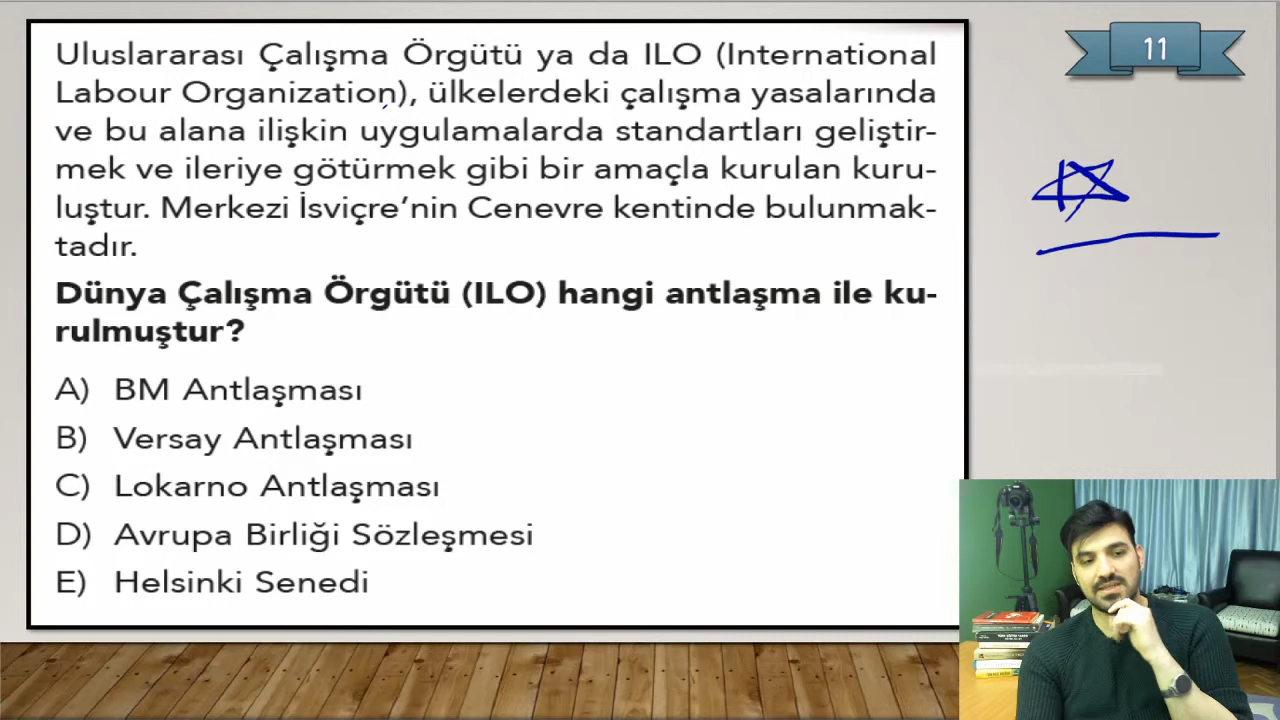 Uluslararası Çalışma Örgütü ya da ILO (International
Labour Organization), ülkelerdeki çalışma yasalarında
ve bu alana ilişkin uygulamalarda standartları geliştir-
mek ve ileriye götürmek gibi bir amaçla kurulan kuru-
luştur. Merkezi İsviçre’nin Cenevre kentinde bulunmak-
tadır.
Dünya Çalışma Örgütü (ILO) hangi antlaşma ile ku-
rulmuştur?
A) BM Antlaşması
B) Versay Antlaşması
C) Lokarno Antlaşması
D) Avrupa Birliği Sözleşmesi
E) Helsinki Senedi
11